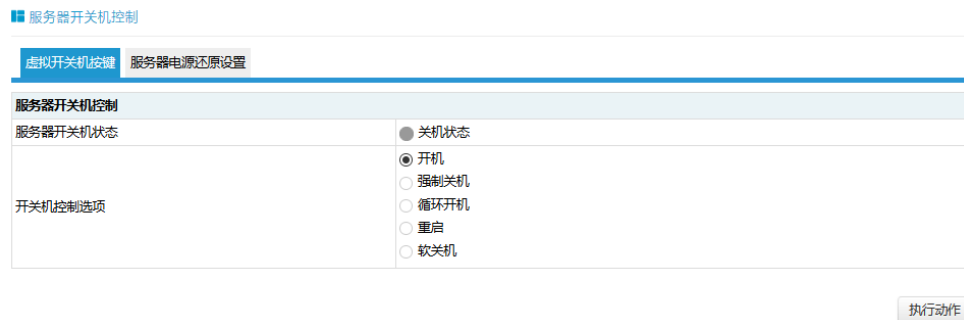 服务器开关机控制
虚拟开关机按键 服务器电源还原设置
服务器开关机控制
服务器开关机状态 关机状态
开关机控制选项
开机
强制关机
循环开机
重启
软关机
执行动作